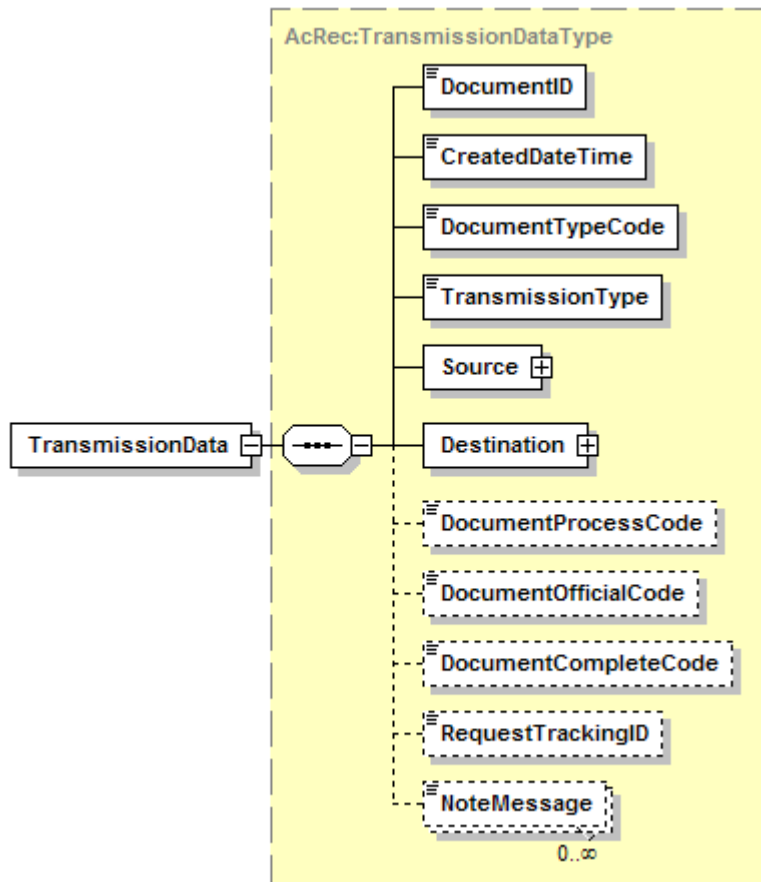 AcRec:TransmissionDataType
DocumentID
CreatedDateTime
DocumentTypeCode
TransmissionType
Source
TransmissionData
Destination
DocumentProcessCode
DocumentOfficialCode
DocumentCompleteCode
RequestTrackingID
NoteMessage
0..∞